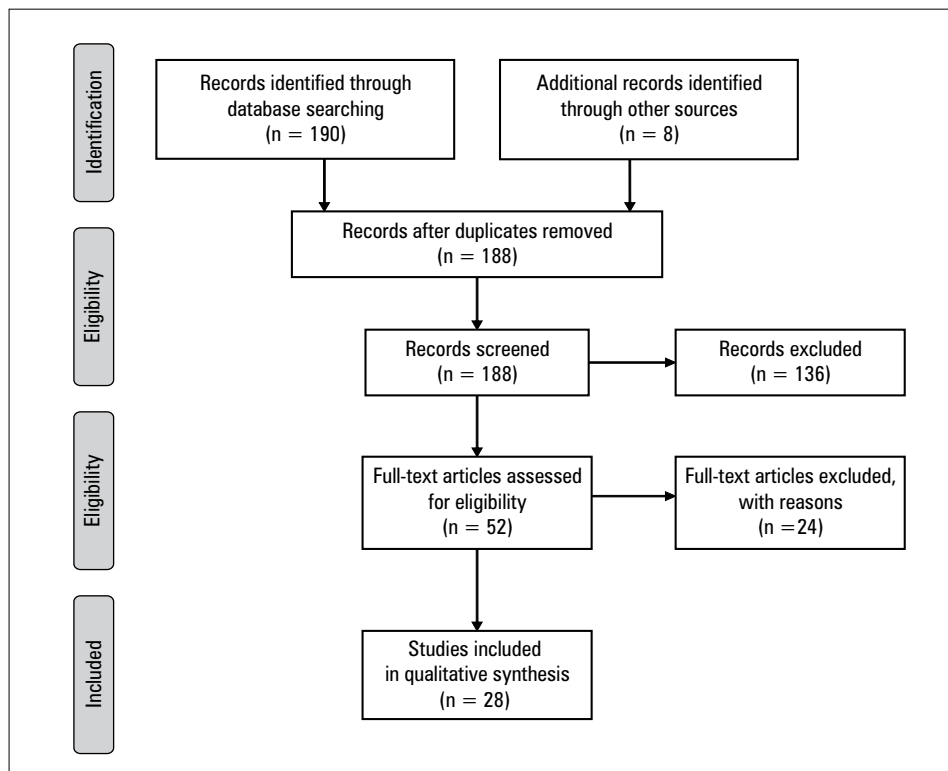 Identification
Records identified through
database searching
(n = 190)
Additional records identified
through other sources
(n = 8)
Records after duplicates removed
(n = 188)
Eligibility
Records screened
(n = 188)
Records excluded
(n = 136)
Eligibility
Full-text articles assessed
for eligibility
(n = 52)
Full-text articles excluded,
with reasons
(n =24)
Included
Studies included
in qualitative synthesis
(n = 28)